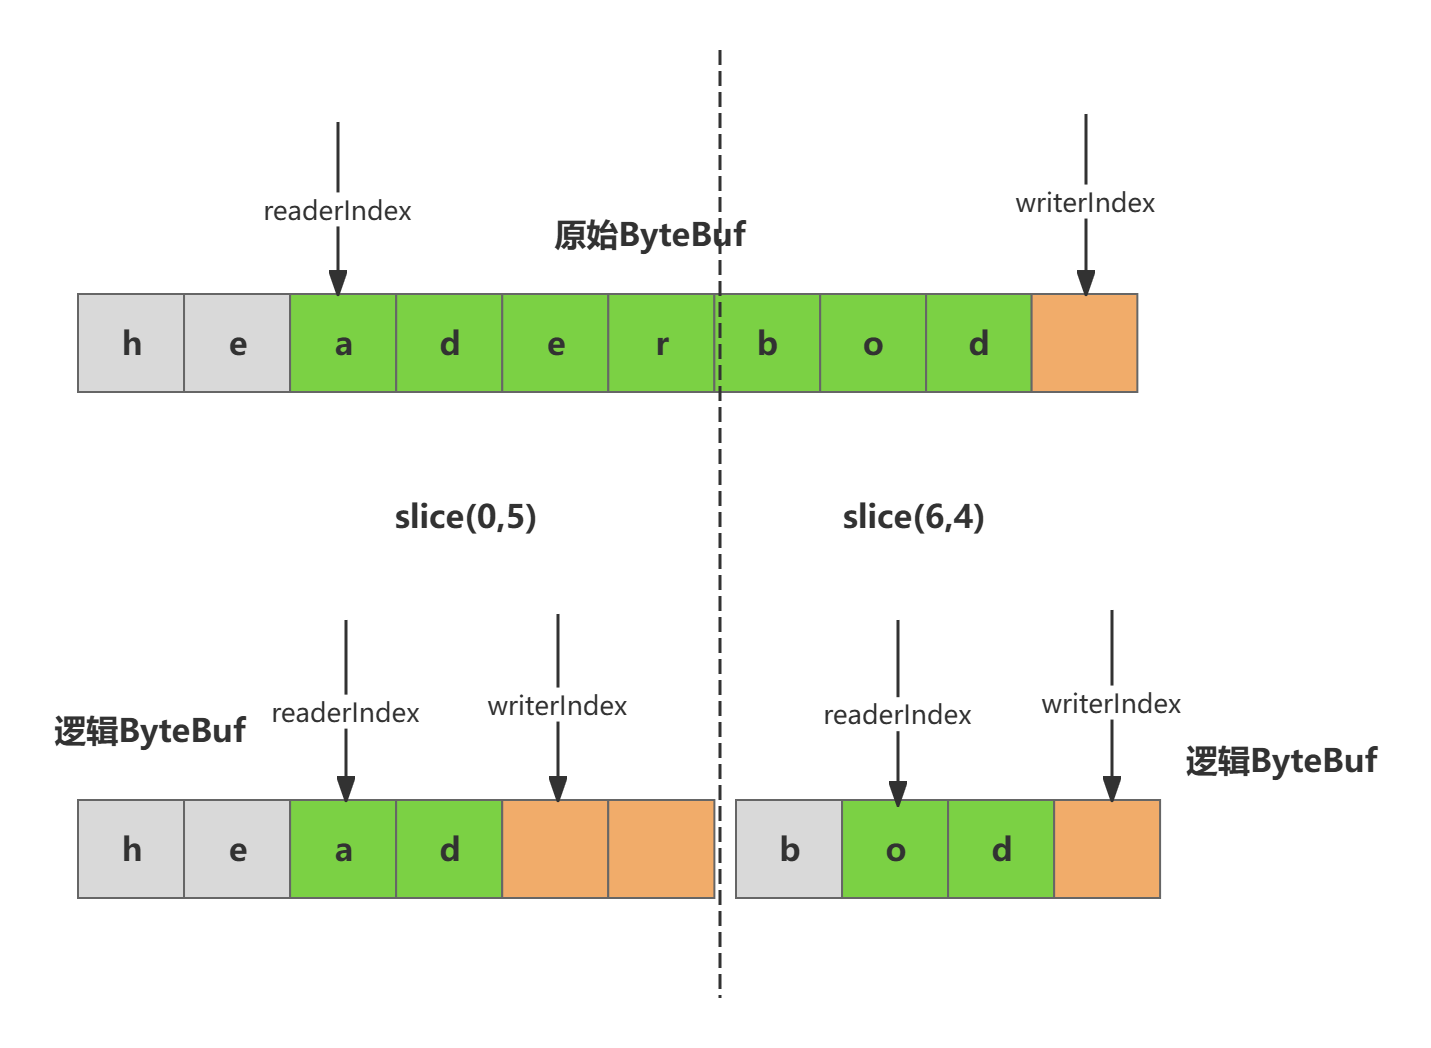 readerIndex
writerIndex
原始ByteBuf
h e a d e r b o d
slice(0,5)
slice(6,4)
readerIndex
writerIndex
readerIndex
writerIndex
逻辑ByteBuf
逻辑ByteBuf
h e a d
b o d